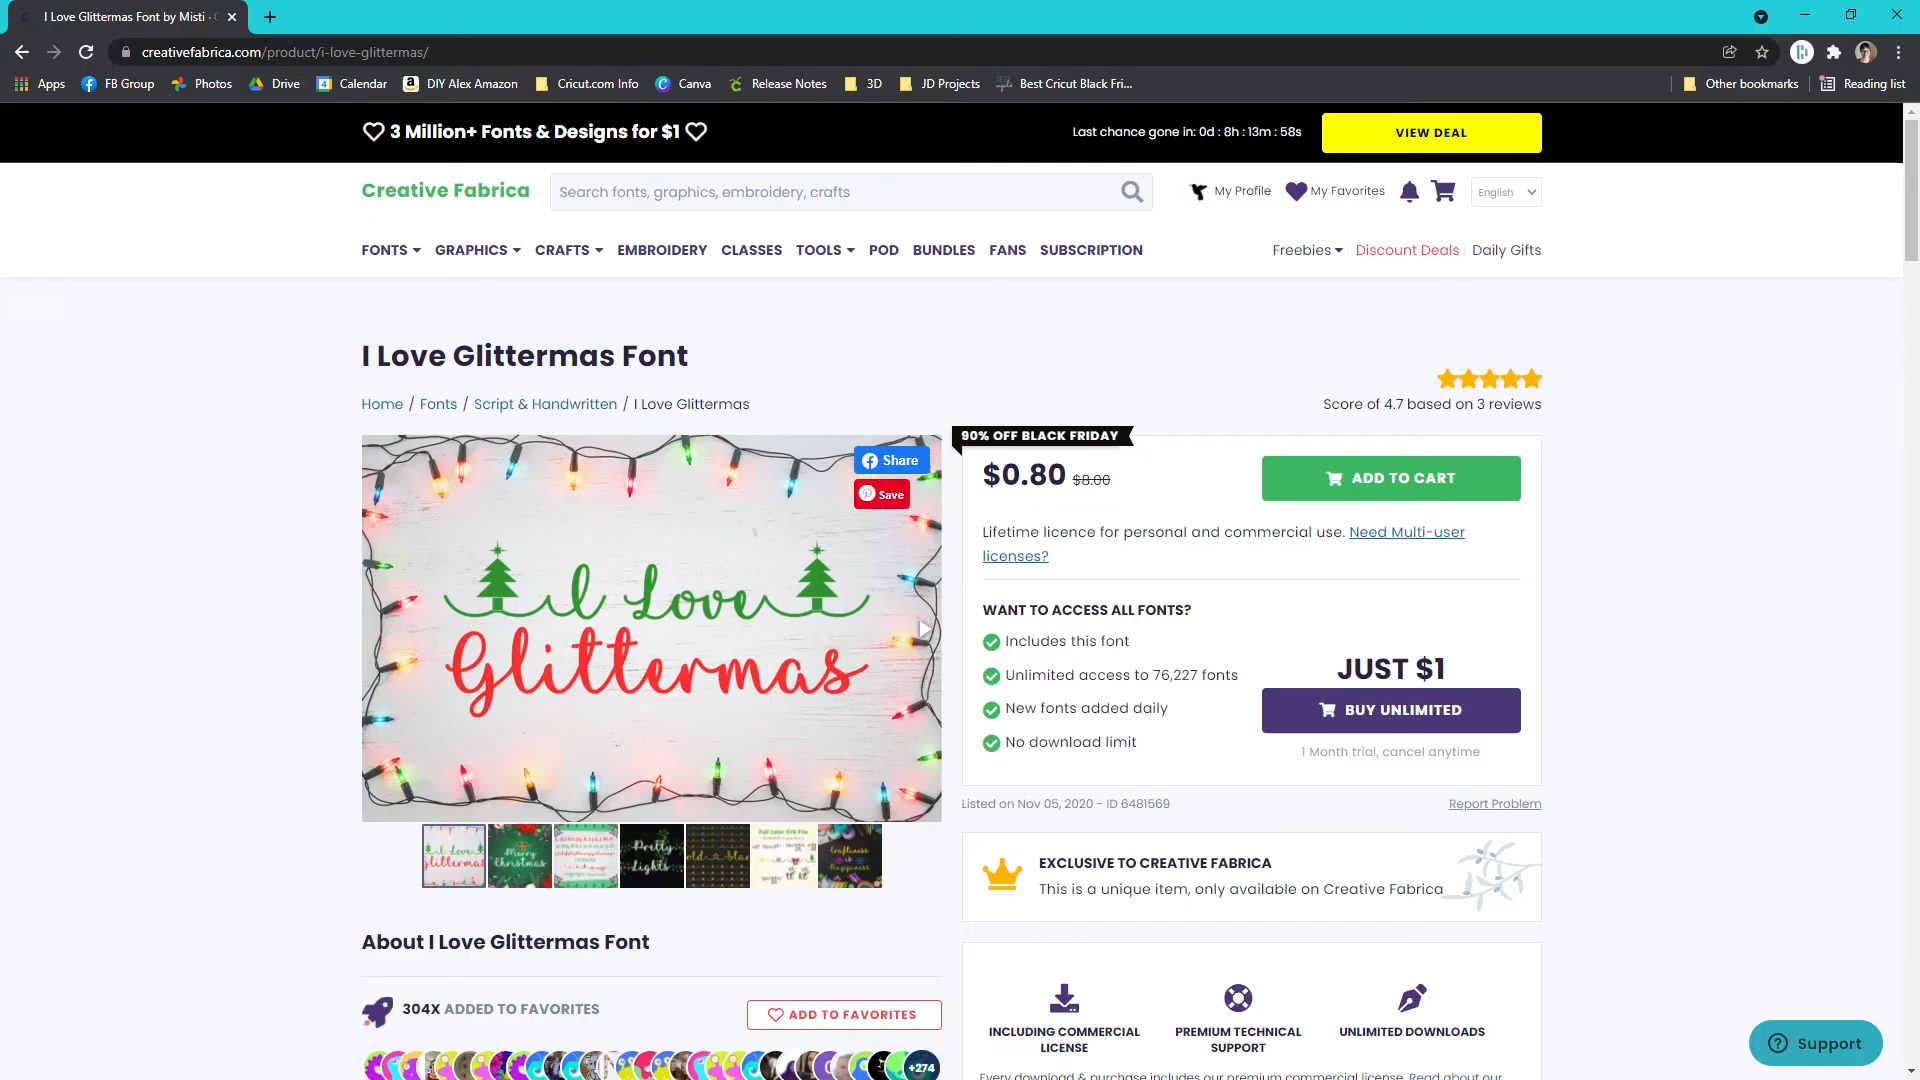 I Love Glittermas Font by Misti ·
creativefabrica.com/product/i-love-glittermas/
Apps FB Group Photos Drive Calendar DIY Alex Amazon Cricut.com Info Canva Release Notes 3D JD Projects Best Cricut Black Fri... Other bookmarks Reading list
3 Million+ Fonts & Designs for $1
Last chance gone in: 0d : 8h : 13m : 58s
VIEW DEAL
Creative Fabrica
Search fonts, graphics, embroidery, crafts
My Profile My Favorites English
FONTS GRAPHICS CRAFTS EMBROIDERY CLASSES TOOLS POD BUNDLES FANS SUBSCRIPTION
Freebies Discount Deals Daily Gifts
I Love Glittermas Font
Home / Fonts / Script & Handwritten / I Love Glittermas
Score of 4.7 based on 3 reviews
Share
Save
I Love
Glittermas
90% OFF BLACK FRIDAY
$0.80 $8.00
ADD TO CART
Lifetime licence for personal and commercial use. Need Multi-user
licenses?
WANT TO ACCESS ALL FONTS?
Includes this font
Unlimited access to 76,227 fonts
New fonts added daily
No download limit
JUST $1
BUY UNLIMITED
1 Month trial, cancel anytime
Listed on Nov 05, 2020 - ID 6481569
Report Problem
I Love
Glittermas
Merry
Christmas
Pretty
Lights
old Star
Full Color SVG File
Craftiness
is
Happiness
EXCLUSIVE TO CREATIVE FABRICA
This is a unique item, only available on Creative Fabrica
About I Love Glittermas Font
304X ADDED TO FAVORITES
ADD TO FAVORITES
+274
INCLUDING COMMERCIAL
LICENSE
PREMIUM TECHNICAL
SUPPORT
UNLIMITED DOWNLOADS
Every download & purchase includes our premium commercial license. Read about our
Support